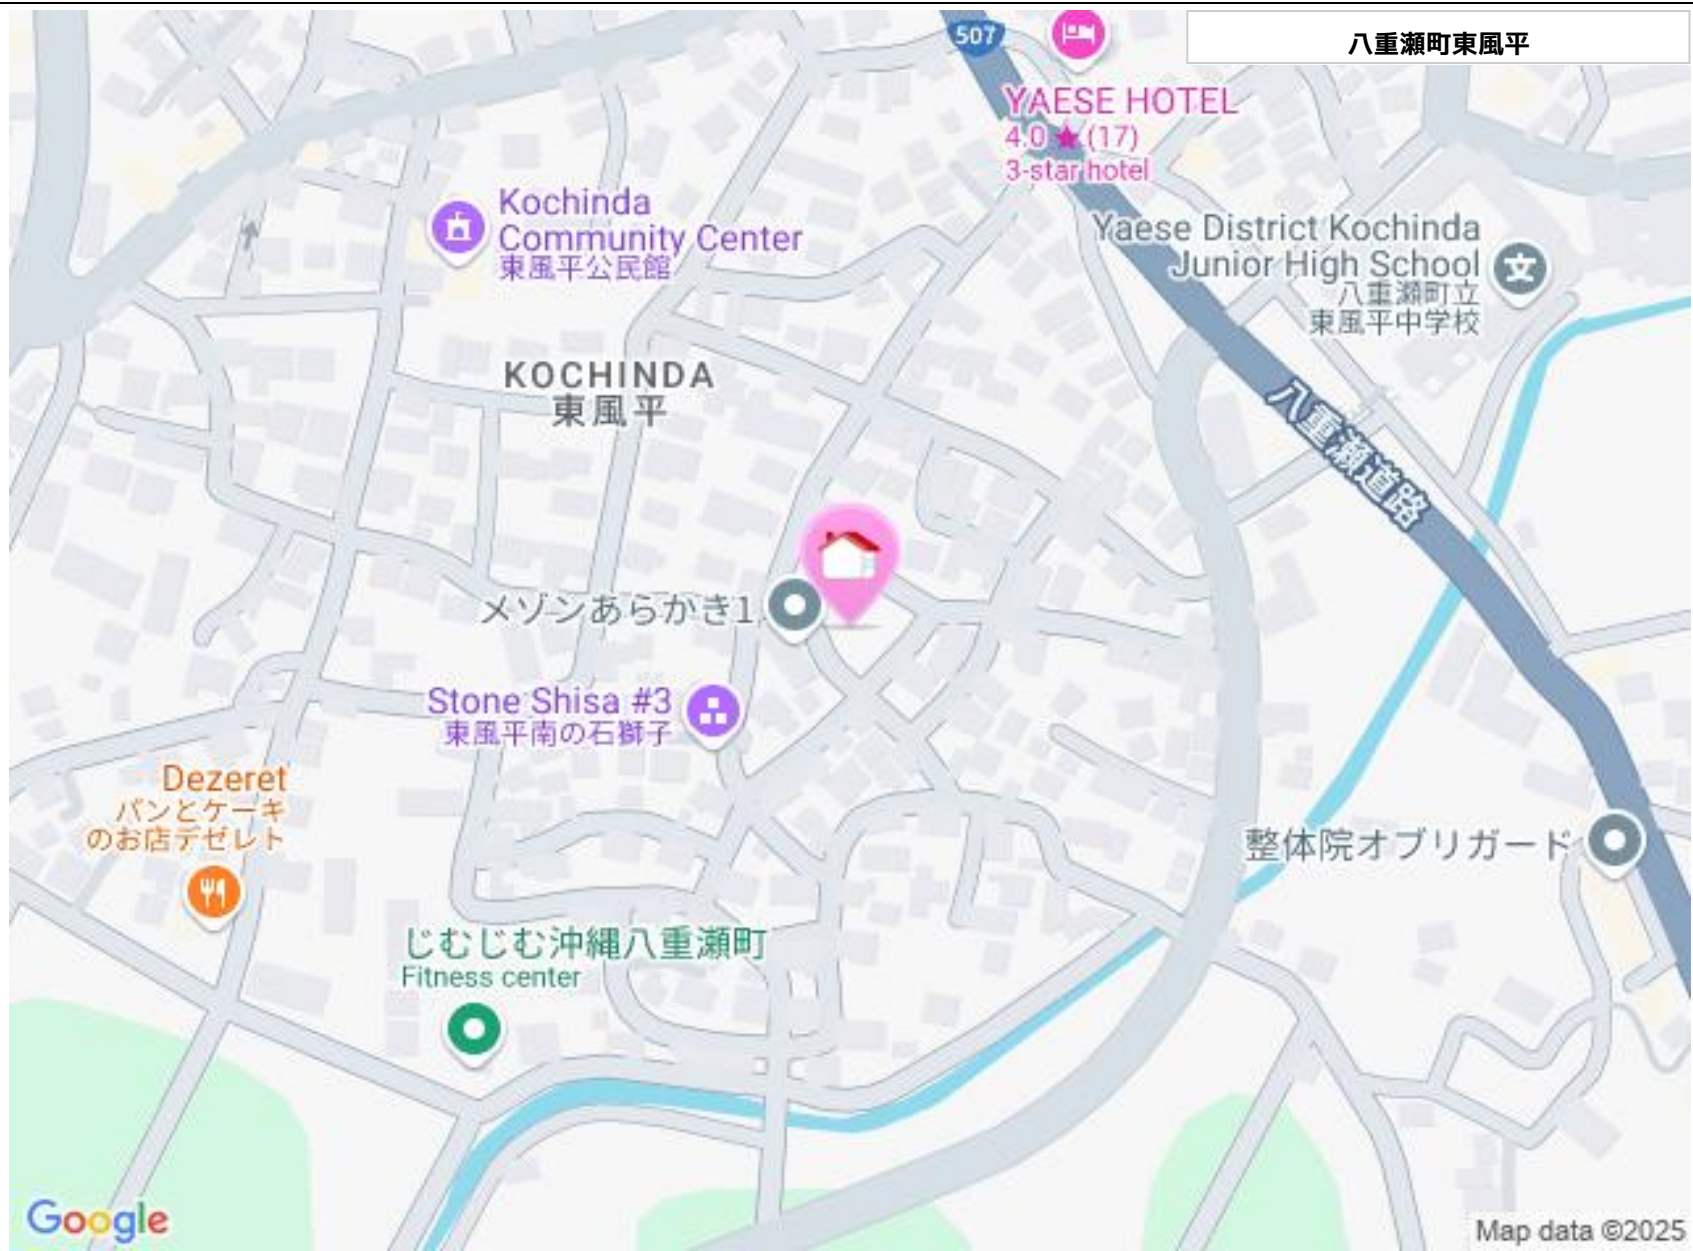 八重瀬町東風平
507
YAESE HOTEL
4.0 ★ (17)
3-star hotel
Kochinda
Community Center
東風平公民館
Yaese District Kochinda
Junior High School
八重瀬町立
東風平中学校
KOCHINDA
東風平
八重瀬道路
メゾンあらかき1
Stone Shisa #3
東風平南の石獅子
Dezeret
パンとケーキ
のお店デゼレト
整体院オブリガード
じむじむ沖縄八重瀬町
Fitness center
Google
Map data ©2025